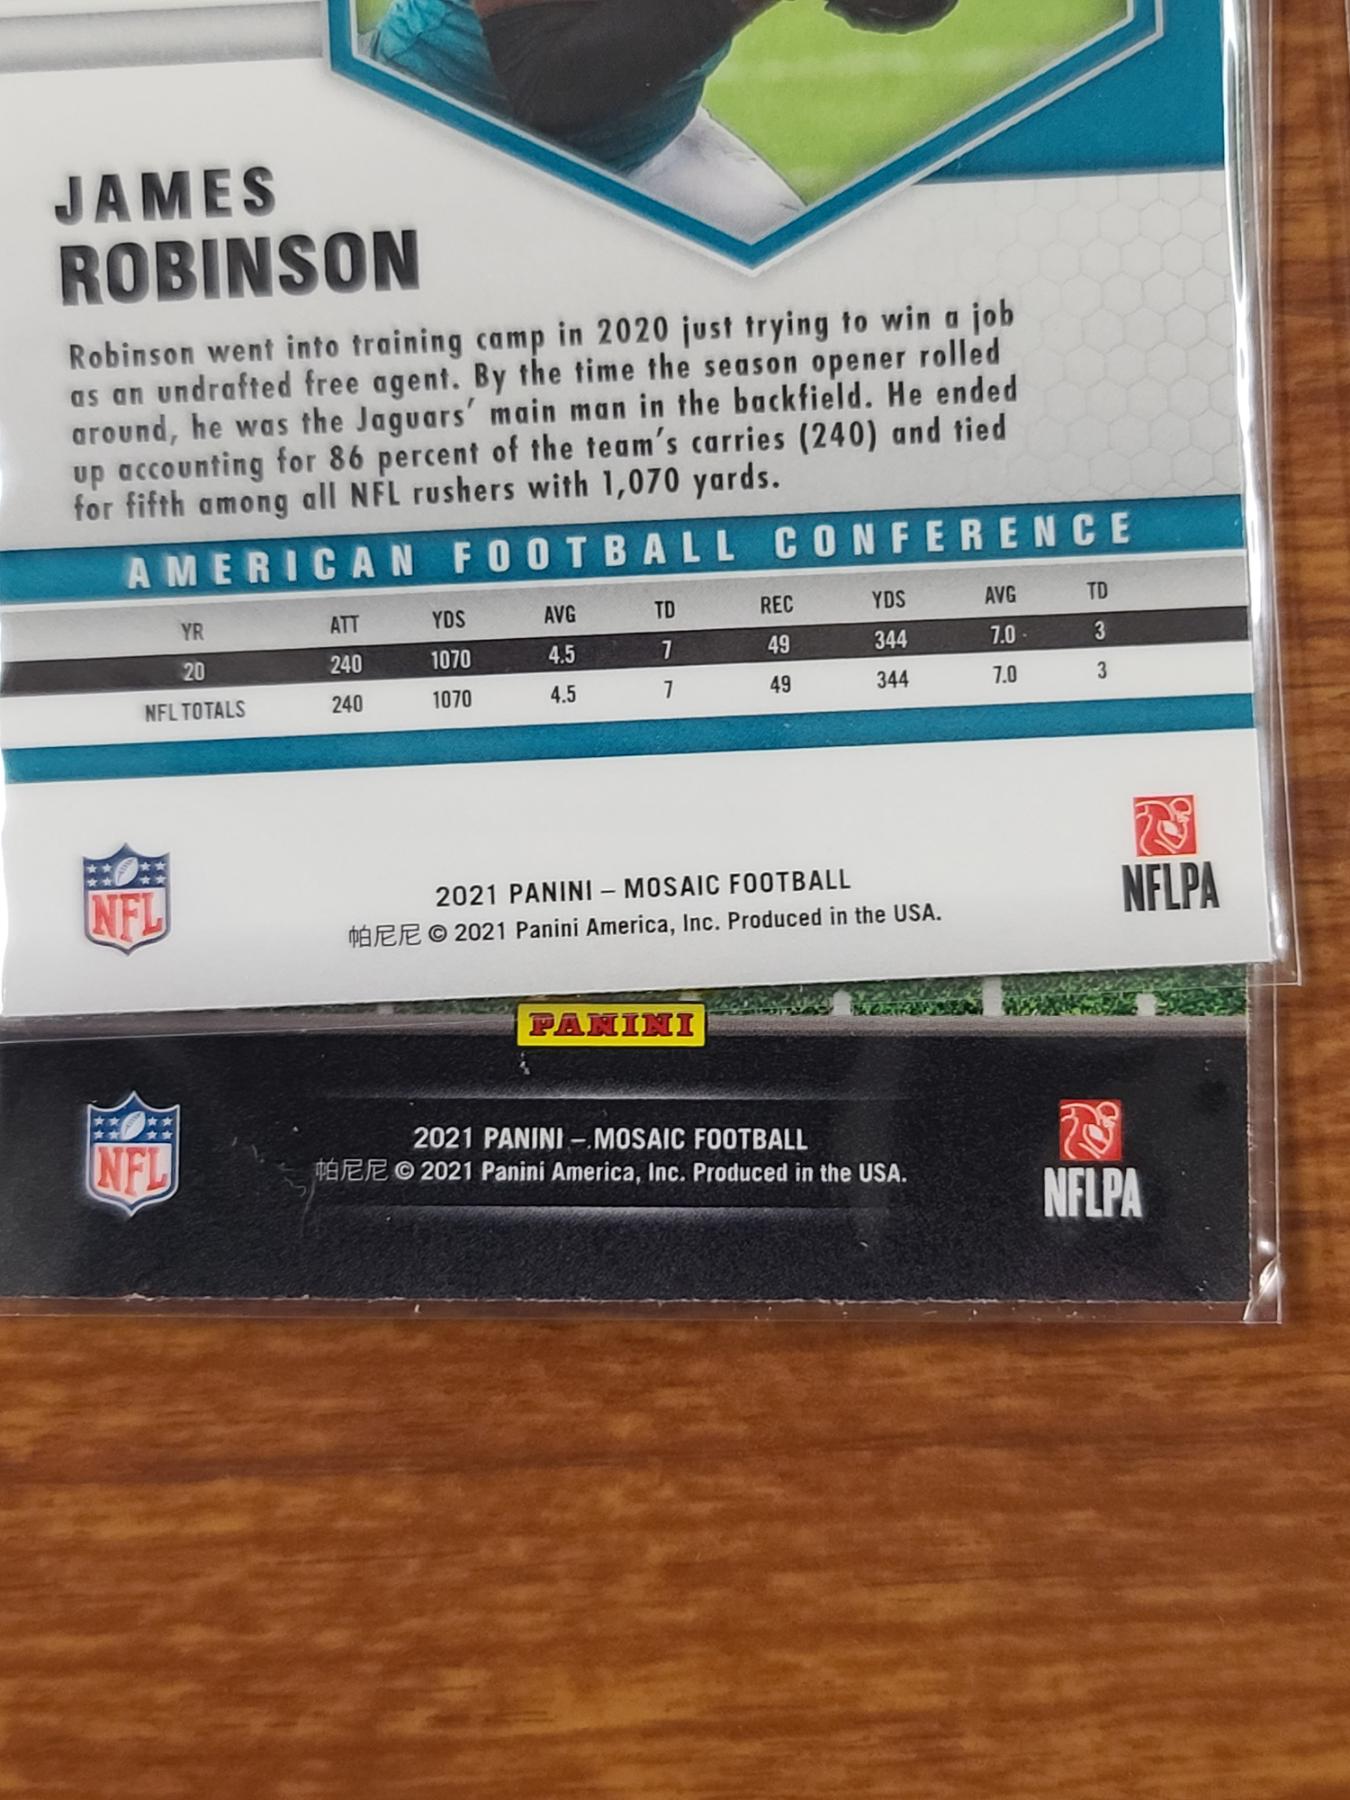 JAMES
ROBINSON
Robinson went into training camp in 2020 just trying to win a job
as an undrafted free agent. By the time the season opener rolled
around, he was the Jaguars' main man in the backfield. He ended
up accounting for 86 percent of the team's carries (240) and tied
for fifth among all NFL rushers with 1,070 yards.
AMERICAN FOOTBALL CONFERENCE
YR ATT YDS AVG TD REC YDS AVG TD
20 240 1070 4.5 7 49 344 7.0 3
NFL TOTALS 240 1070 4.5 7 49 344 7.0 3
NFL
NFLPA
2021 PANINI – MOSAIC FOOTBALL
帕尼尼 © 2021 Panini America, Inc. Produced in the USA.
PANINI
NFL
2021 PANINI – MOSAIC FOOTBALL
帕尼尼 © 2021 Panini America, Inc. Produced in the USA.
NFLPA